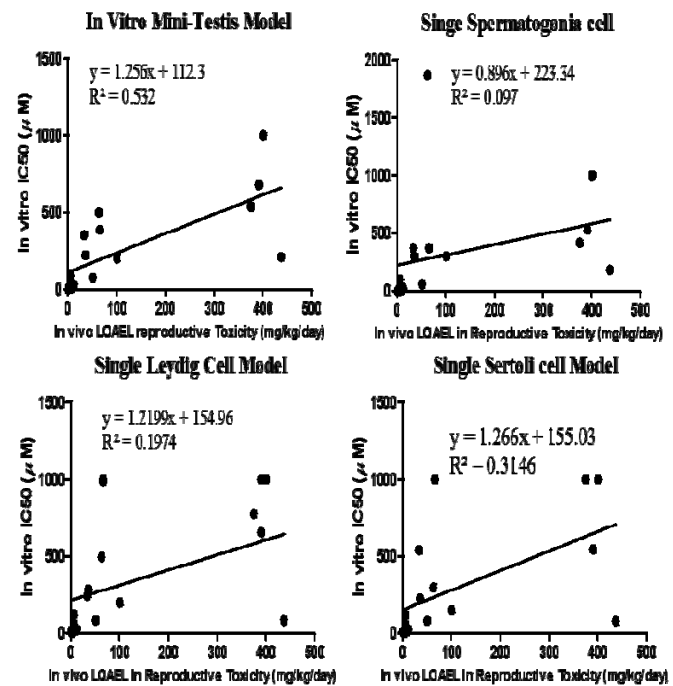 In Vitro Mini-Testis Model
y = 1.256x + 112.3
R² = 0.532
In vitro IC50 (μ M)
1500
1000
500
0
0 100 200 300 400 500
In vivo LOAEL reproductive Toxicity (mg/kg/day)
Singe Spermatogonia cell
y = 0.896x + 223.34
R² = 0.097
In vitro IC50 (μ M)
2000
1500
1000
500
0
0 100 200 300 400 500
In vivo LOAEL in Reproductive Toxicity (mg/kg/day)
Single Leydig Cell Model
y = 1.2199x + 154.96
R² = 0.1974
In vitro IC50 (μ M)
1500
1000
500
0
0 100 200 300 400 500
In vivo LOAEL in Reproductive Toxicity (mg/kg/day)
Single Sertoli cell Model
y = 1.266x + 155.03
R² – 0.3146
In vitro IC50 (μ M)
1500
1000
500
0
0 100 200 300 400 500
In vivo LOAEL In Reproductive Toxicity (mg/kg/day)